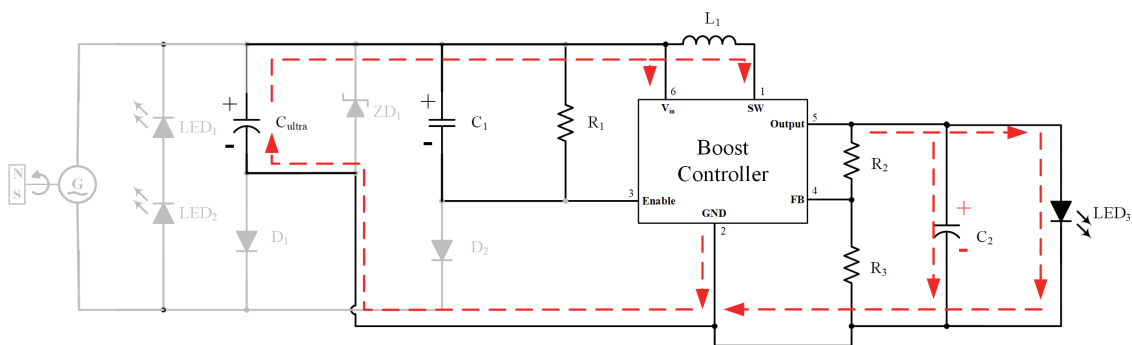 L1
+
-
Cultra
ZD1
+
-
C1
R1
6
Vin
1
SW
LED1
Output
5
Boost
Controller
R2
N
S
G
LED2
3
Enable
FB
4
GND
2
+
-
C2
LED3
D1
D2
R3